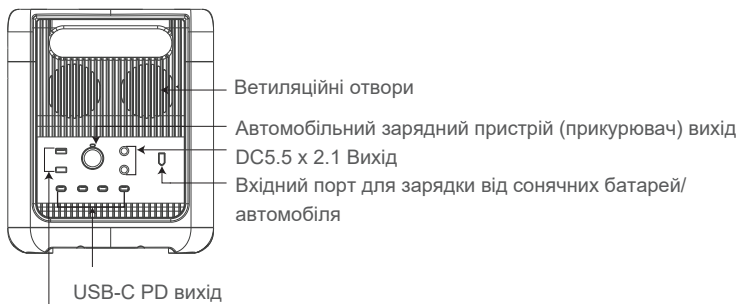 Ветиляційні отвори
Автомобільний зарядний пристрій (прикурювач) вихід
DC5.5 x 2.1 Вихід
Вхідний порт для зарядки від сонячних батарей/
автомобіля
USB-C PD вихід